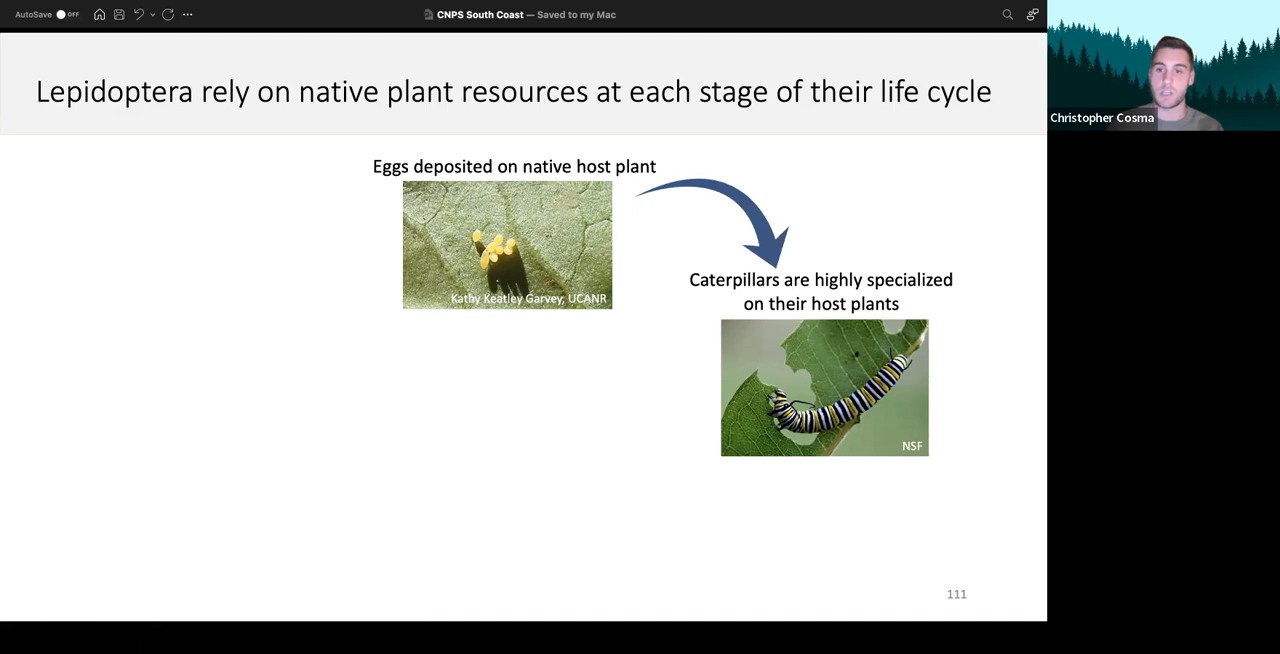 AutoSave OFF
CNPS South Coast — Saved to my Mac
Lepidoptera rely on native plant resources at each stage of their life cycle
Christopher Cosma
Eggs deposited on native host plant
Kathy Keatley Garvey, UCANR
Caterpillars are highly specialized
on their host plants
NSF
111